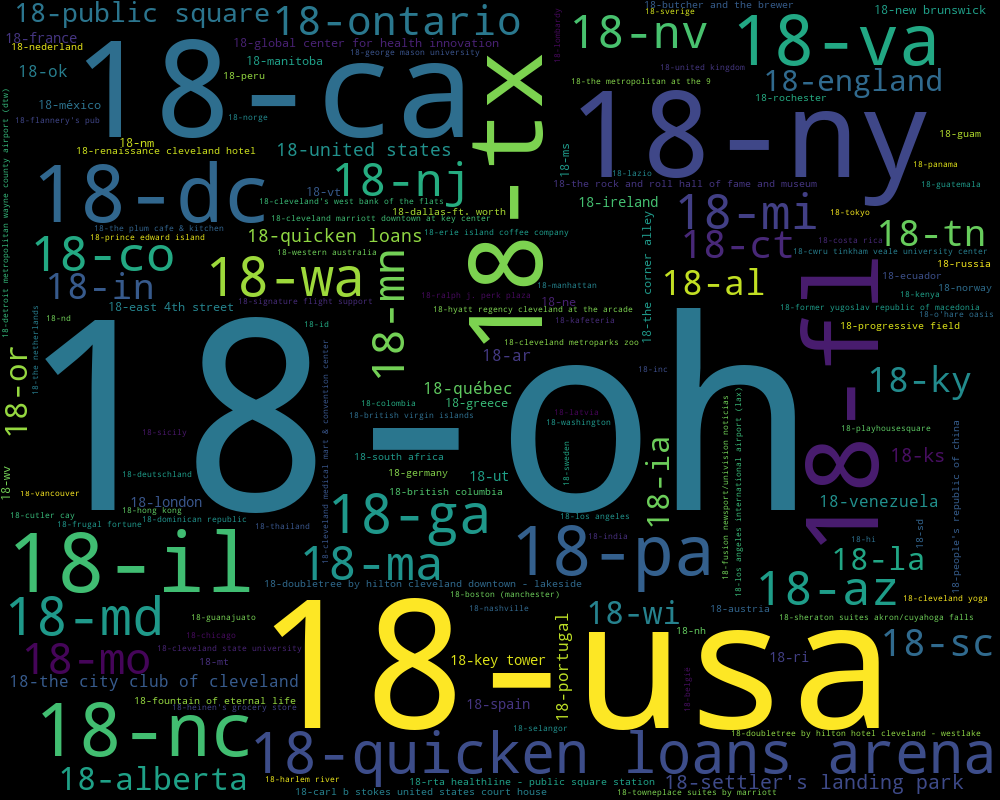 18-public square
18-ontario
18-butcher and the brewer
18-sverige
18-new brunswick
18-france
18-nederland
18-global center for health innovation
18-george mason university
18-lombardy
18-nv
18-va
18-ok
18-ca
18-manitoba
18-peru
18-tx
18-united kingdom
18-the metropolitan at the 9
18-england
18-méxico
18-flannery's pub
18-norge
18-rochester
18-ny
18-guam
18-nm
18-renaissance cleveland hotel
18-united states
18-ms
18-panama
18-detroit metropolitan wayne county airport (dtw)
18-dc
18-vt
18-nj
18-lazio
18-the rock and roll hall of fame and museum
18-guatemala
18-cleveland's west bank of the flats
18-dallas-ft. worth
18-cleveland marriott downtown at key center
18-ireland
18-mi
18-tokyo
18-the plum cafe & kitchen
18-prince edward island
18-quicken loans
18-erie island coffee company
18-the corner alley
18-ct
18-costa rica
18-tn
18-co
18-western australia
18-cwru tinkham veale university center
18-russia
18-in
18-wa
18-mn
18-manhattan
18-al
18-fl
18-ecuador
18-norway
18-kenya
18-signature flight support
18-ralph j. perk plaza
18-ne
18-east 4th street
18-hyatt regency cleveland at the arcade
18-kafeteria
18-former yugoslav republic of macedonia
18-o'hare oasis
18-nd
18-the netherlands
18-id
18-progressive field
18-or
18-oh
18-cleveland metroparks zoo
18-ar
18-inc
18-ky
18-cleveland medical mart & convention center
18-québec
18-colombia
18-greece
18-british virgin islands
18-latvia
18-washington
18-sicily
18-south africa
18-sweden
18-ia
18-fusion newsport/univision noticias
18-los angeles international airport (lax)
18-playhousesquare
18-ks
18-people's republic of china
18-wv
18-deutschland
18-germany
18-ut
18-vancouver
18-london
18-british columbia
18-venezuela
18-cutler cay
18-hong kong
18-frugal fortune
18-dominican republic
18-thailand
18-ga
18-los angeles
18-india
18-hi
18-sd
18-il
18-ma
18-pa
18-la
18-az
18-doubletree by hilton cleveland downtown - lakeside
18-boston (manchester)
18-cleveland yoga
18-md
18-guanajuato
18-nashville
18-portugal
18-wi
18-austria
18-sheraton suites akron/cuyahoga falls
18-chicago
18-cleveland state university
18-nh
18-sc
18-mo
18-mt
18-usa
18-key tower
18-ri
18-the city club of cleveland
18-belgië
18-fountain of eternal life
18-heinen's grocery store
18-spain
18-nc
18-selangor
18-doubletree by hilton hotel cleveland - westlake
18-quicken loans arena
18-alberta
18-harlem river
18-rta healthline - public square station
18-settler's landing park
18-carl b stokes united states court house
18-towneplace suites by marriott